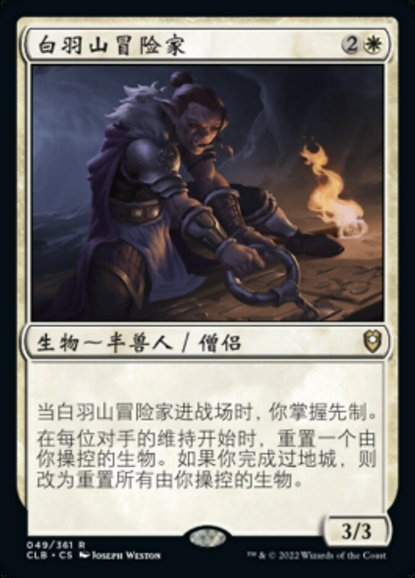 白羽山冒险家 2
生物～半兽人 / 僧侣
当白羽山冒险家进战场时，你掌握先制。
在每位对手的维持开始时，重置一个由
你操控的生物。如果你完成过地城，则
改为重置所有由你操控的生物。
3/3
049/361 R
CLB • CS Joseph Weston
™ & © 2022 Wizards of the Coast